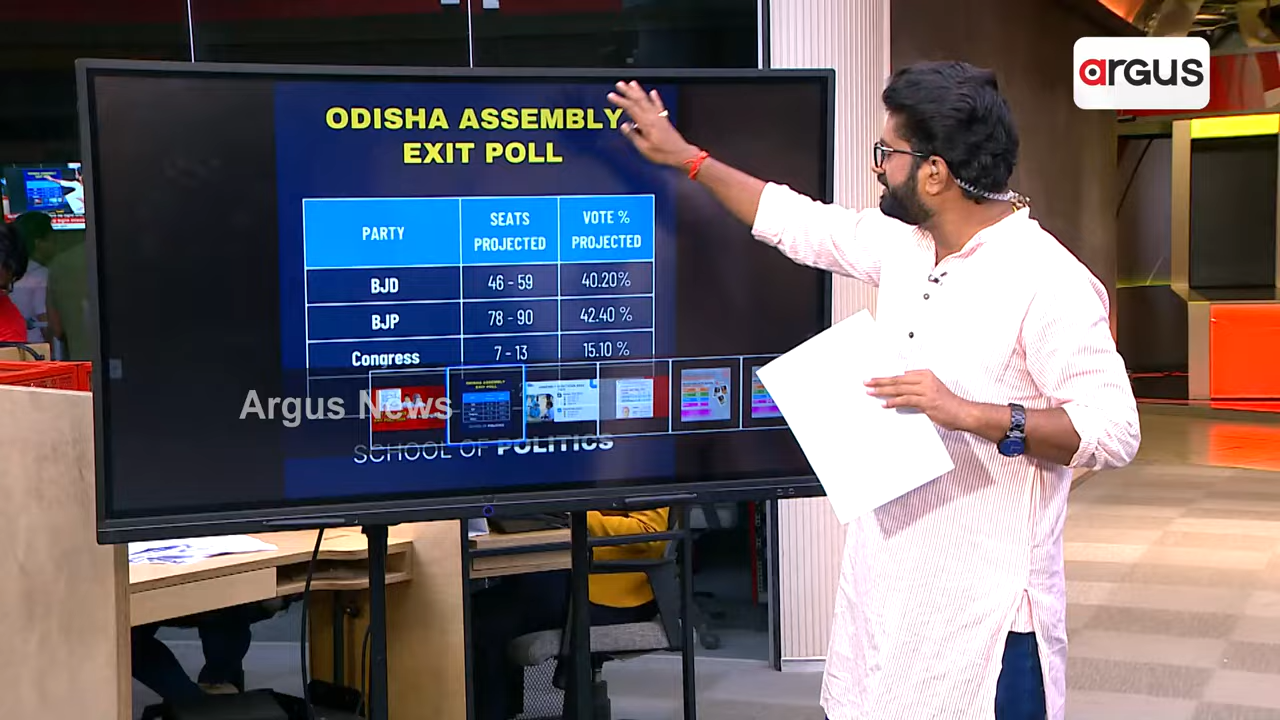 argus
ODISHA ASSEMBLY
EXIT POLL
PARTY
SEATS
PROJECTED
VOTE %
PROJECTED
BJD
46 - 59
40.20%
BJP
78 - 90
42.40 %
Congress
7 - 13
15.10 %
Argus News
SCHOOL OF POLITICS